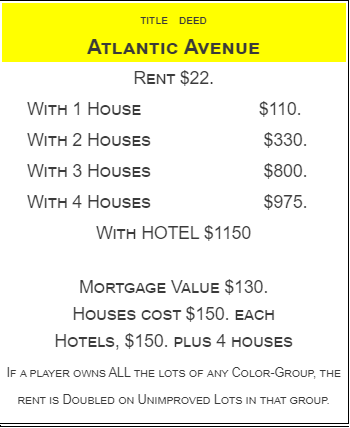 TITLE DEED
ATLANTIC AVENUE
RENT $22.
WITH 1 HOUSE $110.
WITH 2 HOUSES $330.
WITH 3 HOUSES $800.
WITH 4 HOUSES $975.
WITH HOTEL $1150
MORTGAGE VALUE $130.
HOUSES COST $150. EACH
HOTELS, $150. PLUS 4 HOUSES
IF A PLAYER OWNS ALL THE LOTS OF ANY COLOR-GROUP, THE
RENT IS DOUBLED ON UNIMPROVED LOTS IN THAT GROUP.